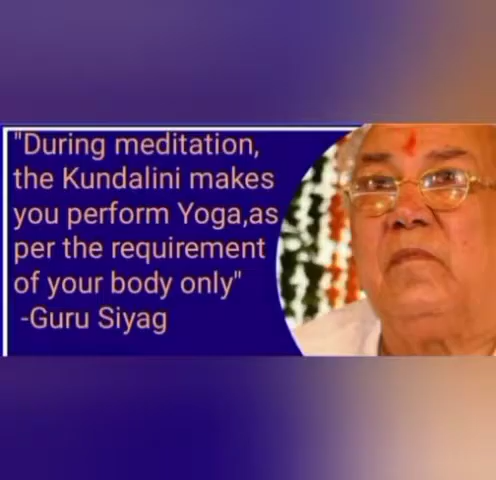 "During meditation,
the Kundalini makes
you perform Yoga,as
per the requirement
of your body only"
-Guru Siyag